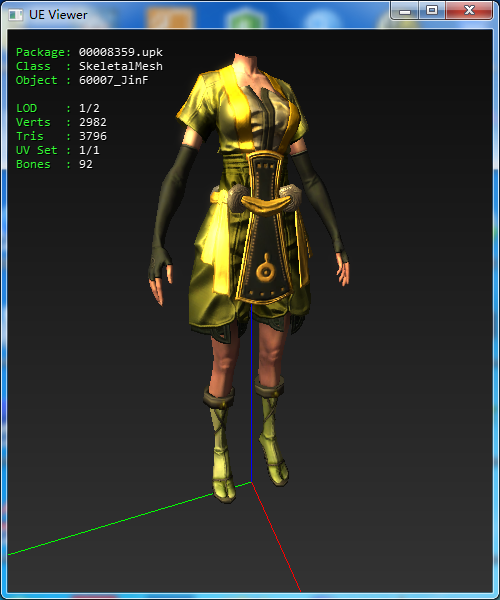 UE Viewer
Package: 00008359.upk
Class : SkeletalMesh
Object : 60007_JinF
LOD : 1/2
Verts : 2982
Tris : 3796
UV Set : 1/1
Bones : 92